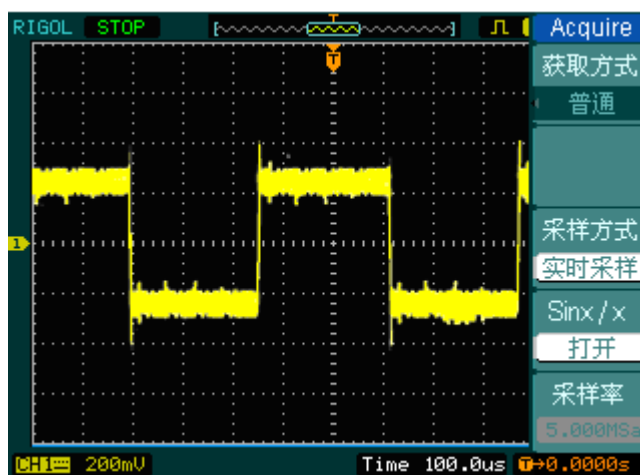 RIGOL STOP T Acquire
T
获取方式
普通
采样方式
1
实时采样
Sinx/x
打开
采样率
5.000MSa
CH1 200mV Time 100.0us T→0.0000s